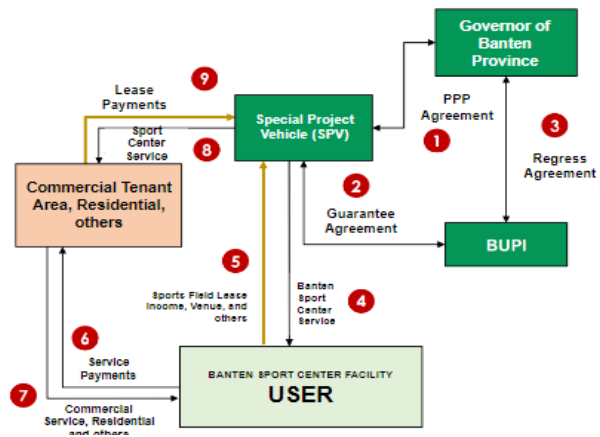 Governor of
Banten
Province
9
Lease
Payments
Special Project
Vehicle (SPV)
PPP
Agreement
1
3
Regress
Agreement
Sport
Center
Service
8
Commercial Tenant
Area, Residential,
others
2
Guarantee
Agreement
BUPI
5
Sports Field Lease
Income, Venue, and
others
Banten
Sport
Center
Service
4
6
Service
Payments
7
Commercial
Service, Residential
and others
BANTEN SPORT CENTER FACILITY
USER